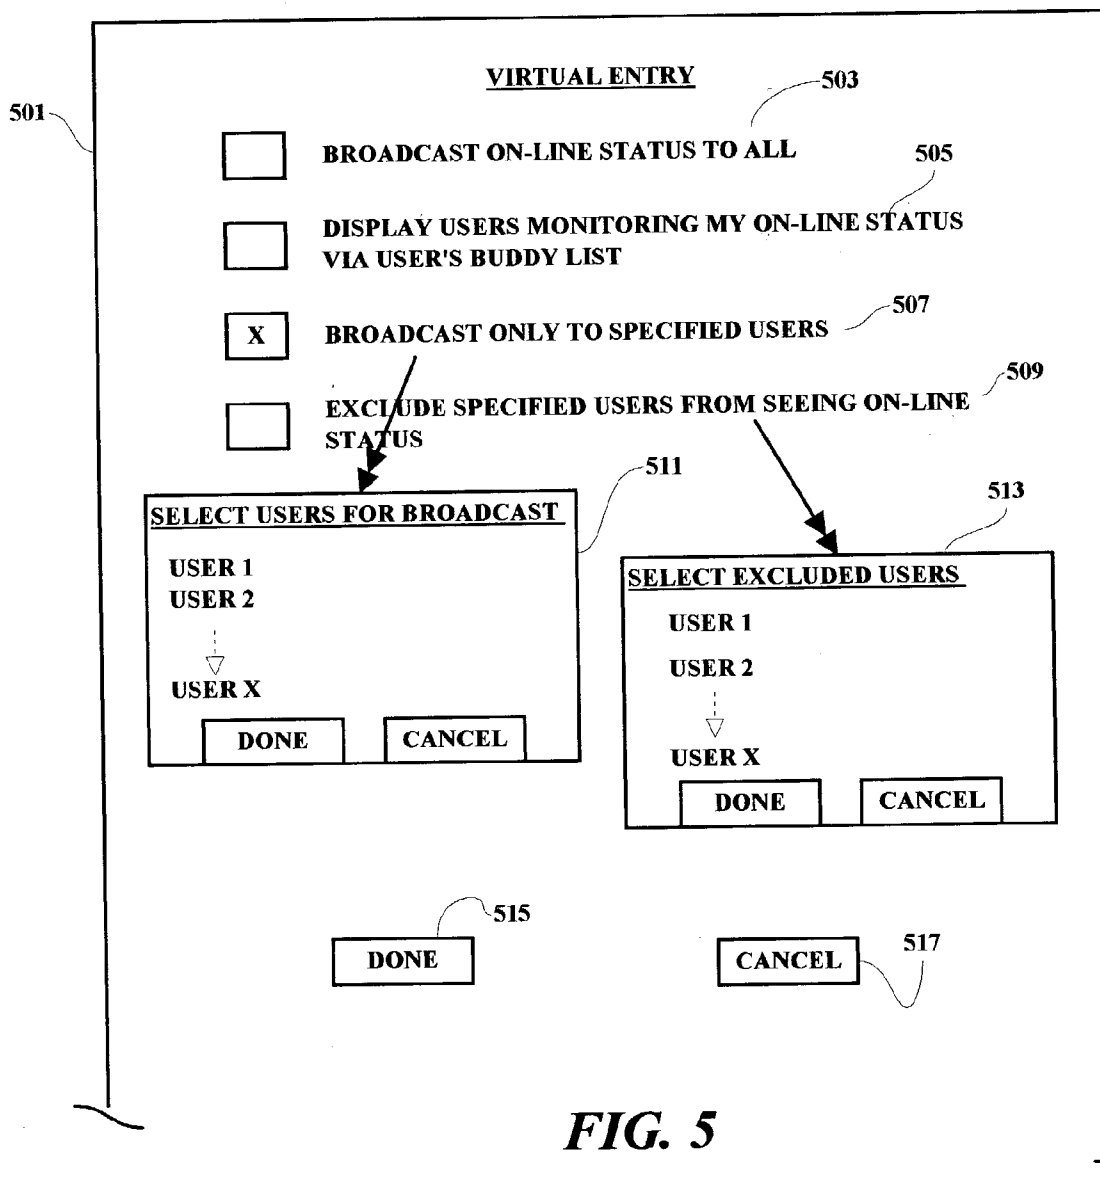 VIRTUAL ENTRY
503
501
BROADCAST ON-LINE STATUS TO ALL
505
DISPLAY USERS MONITORING MY ON-LINE STATUS
VIA USER'S BUDDY LIST
507
X BROADCAST ONLY TO SPECIFIED USERS
509
EXCLUDE SPECIFIED USERS FROM SEEING ON-LINE
STATUS
511
SELECT USERS FOR BROADCAST
USER 1
USER 2
USER X
DONE CANCEL
513
SELECT EXCLUDED USERS
USER 1
USER 2
USER X
DONE CANCEL
515
DONE
517
CANCEL
FIG. 5